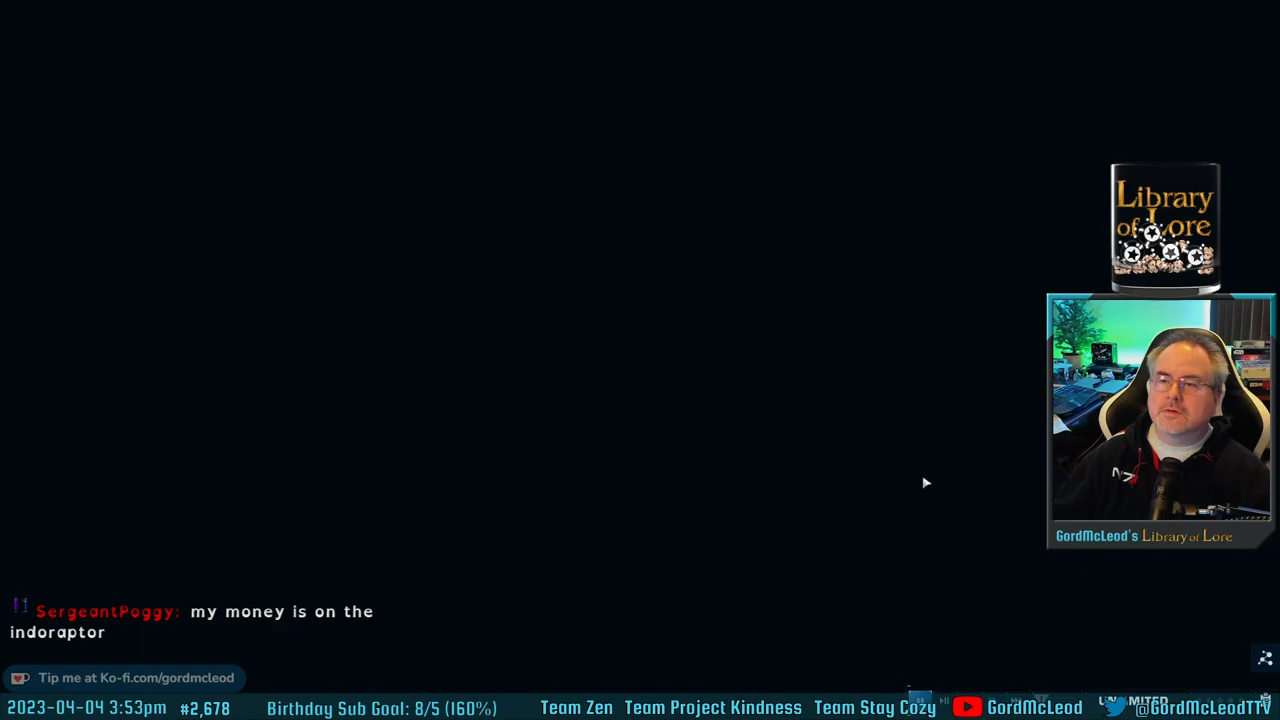 Library
of Lore
N7
GordMcLeod's Library of Lore
SergeantPoggy: my money is on the
indoraptor
Tip me at Ko-fi.com/gordmcleod
2023-04-04 3:53pm #2,678 Birthday Sub Goal: 8/5 (160%) Team Zen Team Project Kindness Team Stay Cozy GordMcLeod @GordMcLeodTTV